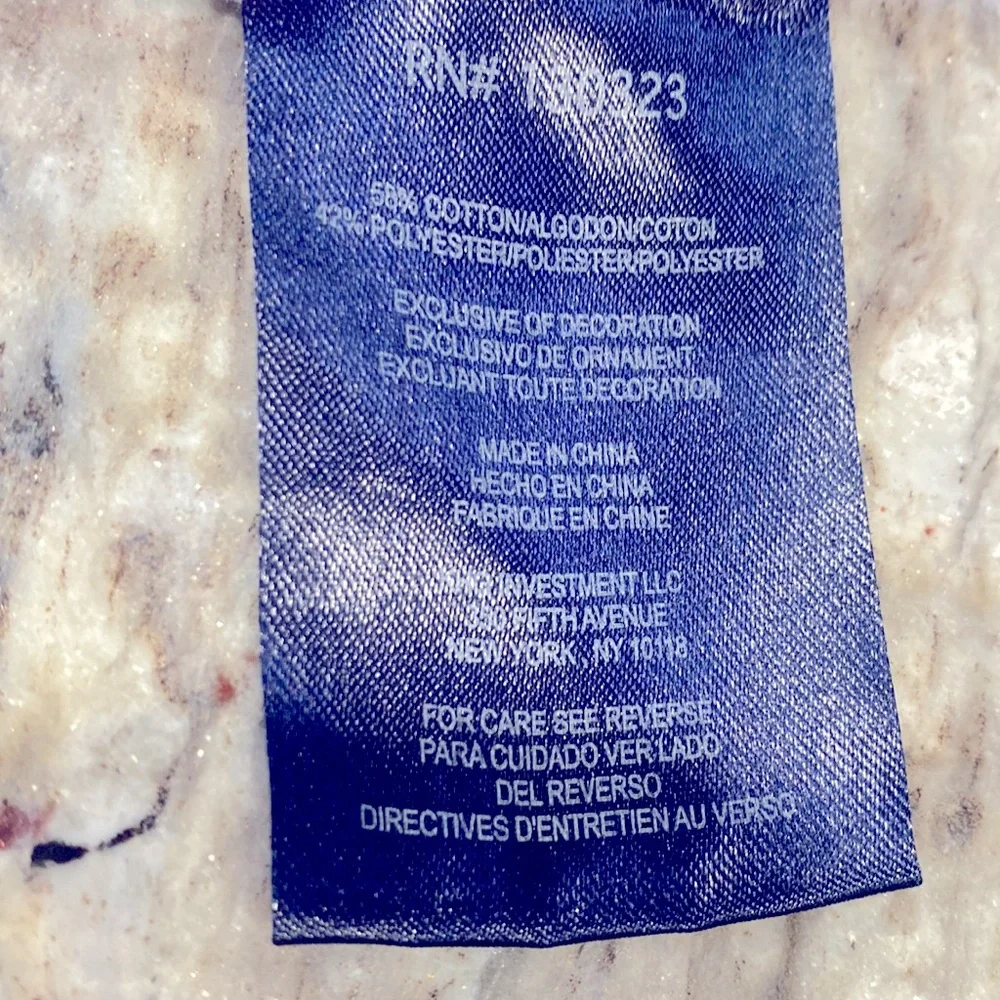 RN# 130323
58% COTTON/ALGODON/COTON
42% POLYESTER/POLIESTER/POLYESTER
EXCLUSIVE OF DECORATION
EXCLUSIVO DE ORNAMENT
EXCLUANT TOUTE DECORATION
MADE IN CHINA
HECHO EN CHINA
FABRIQUE EN CHINE
INVESTMENT LLC
350 FIFTH AVENUE
NEW YORK, NY 10118
FOR CARE SEE REVERSE
PARA CUIDADO VER LADO
DEL REVERSO
DIRECTIVES D'ENTRETIEN AU VERSO